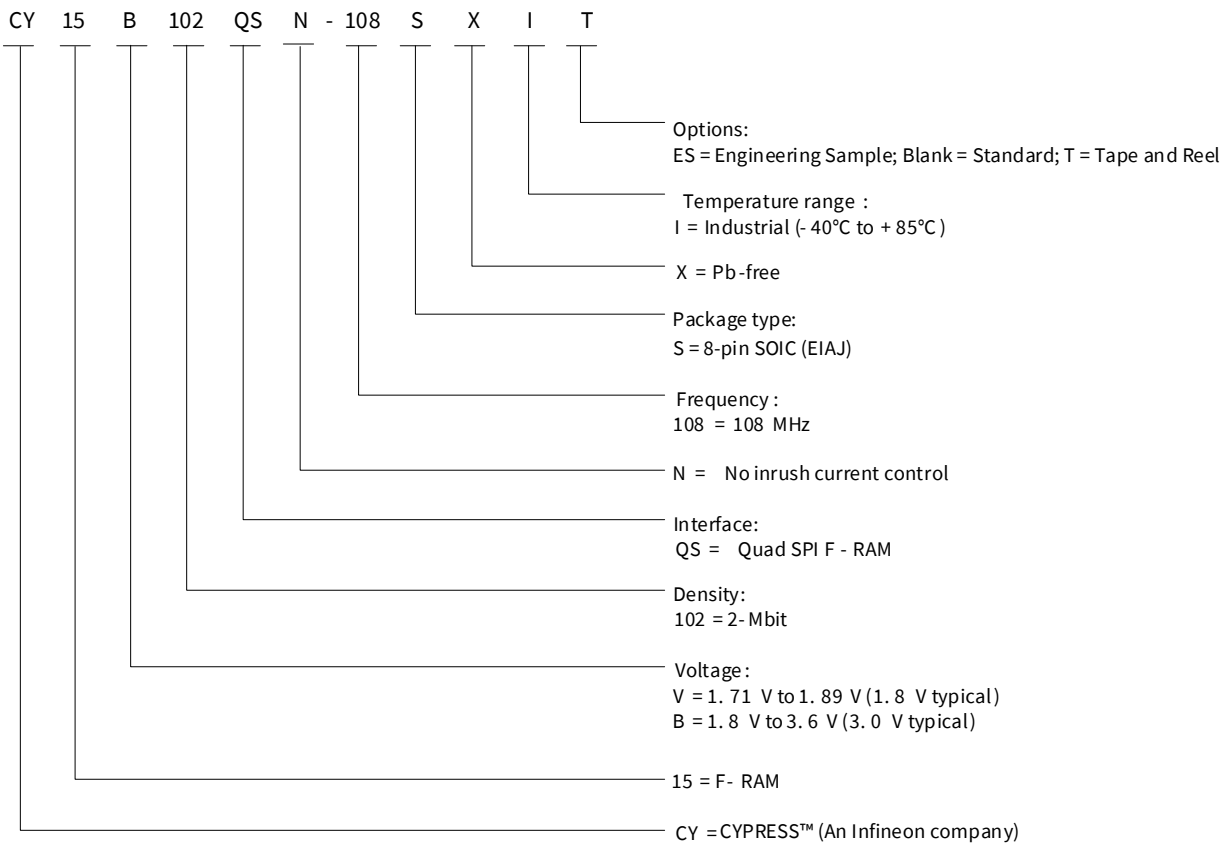 CY 15 B 102 QS N - 108 S X I T
Options:
ES = Engineering Sample; Blank = Standard; T = Tape and Reel
Temperature range :
I = Industrial (- 40°C to + 85°C )
X = Pb-free
Package type:
S = 8-pin SOIC (EIAJ)
Frequency :
108 = 108 MHz
N = No inrush current control
Interface:
QS = Quad SPI F - RAM
Density:
102 = 2- Mbit
Voltage :
V = 1. 71 V to 1. 89 V (1. 8 V typical)
B = 1. 8 V to 3. 6 V (3. 0 V typical)
15 = F- RAM
CY = CYPRESS™ (An Infineon company)